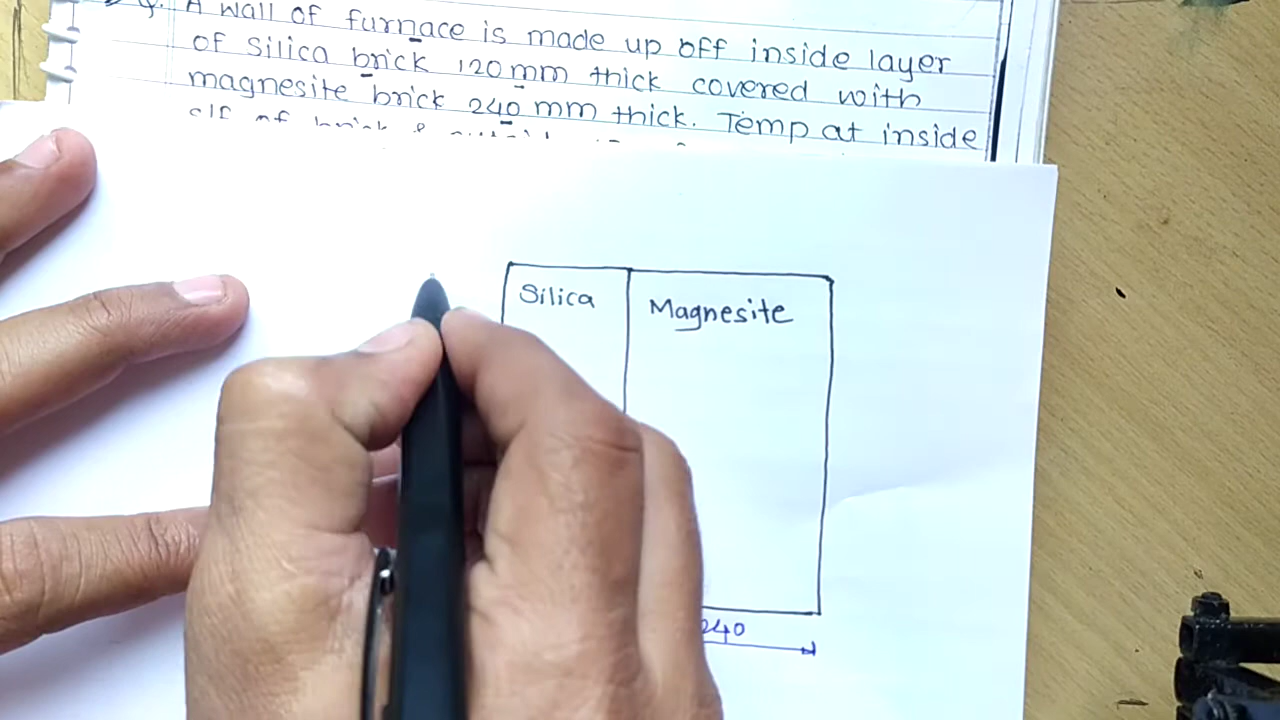 Q. A wall of furnace is made up off inside layer
of silica brick 120 mm thick covered with
magnesite brick 240 mm thick. Temp at inside
Silica
Magnesite
240